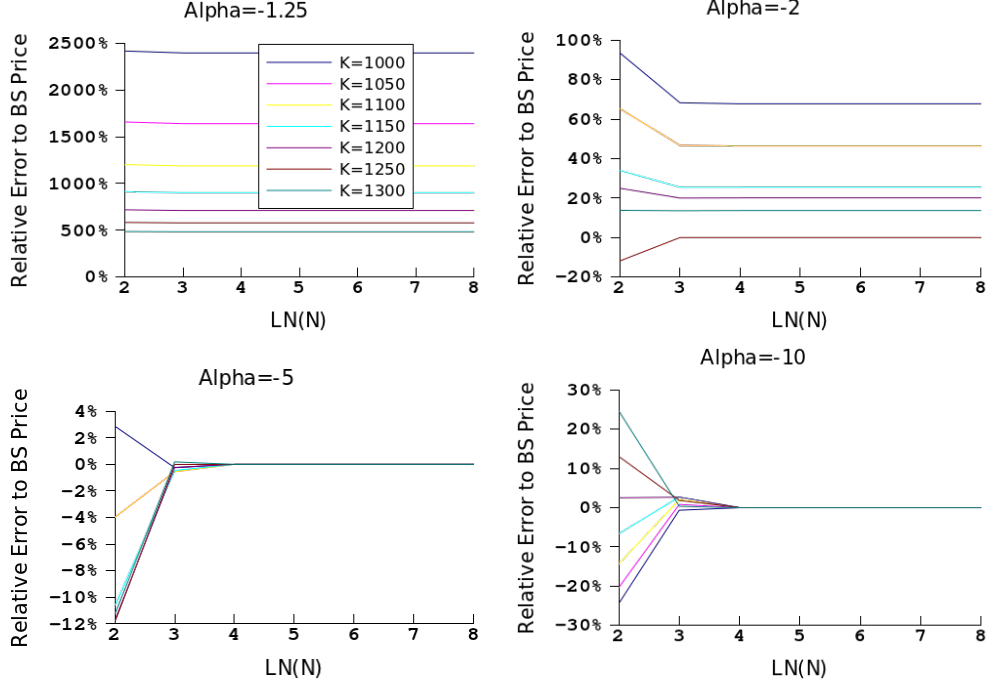 Alpha=-1.25
Relative Error to BS Price
2500%
2000%
1500%
1000%
500%
0%
K=1000
K=1050
K=1100
K=1150
K=1200
K=1250
K=1300
2 3 4 5 6 7 8
LN(N)
Alpha=-2
Relative Error to BS Price
100%
80%
60%
40%
20%
0%
−20%
2 3 4 5 6 7 8
LN(N)
Alpha=-5
Relative Error to BS Price
4%
2%
0%
−2%
−4%
−6%
−8%
−10%
−12%
2 3 4 5 6 7 8
LN(N)
Alpha=-10
Relative Error to BS Price
30%
20%
10%
0%
−10%
−20%
−30%
2 3 4 5 6 7 8
LN(N)